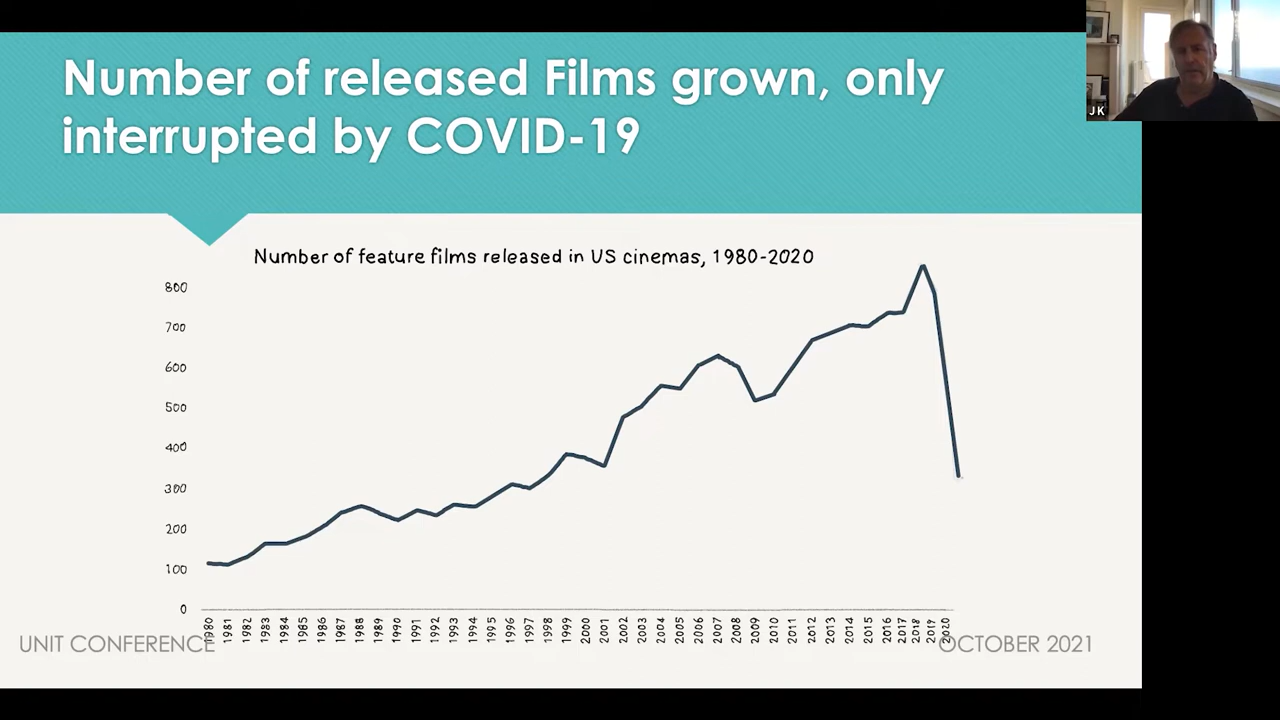 Number of released Films grown, only
interrupted by COVID-19
JK
Number of feature films released in US cinemas, 1980-2020
800
700
600
500
400
300
200
100
0
1980 1981 1982 1983 1984 1985 1986 1987 1988 1989 1990 1991 1992 1993 1994 1995 1996 1997 1998 1999 2000 2001 2002 2003 2004 2005 2006 2007 2008 2009 2010 2011 2012 2013 2014 2015 2016 2017 2018 2019 2020
UNIT CONFERENCE
OCTOBER 2021